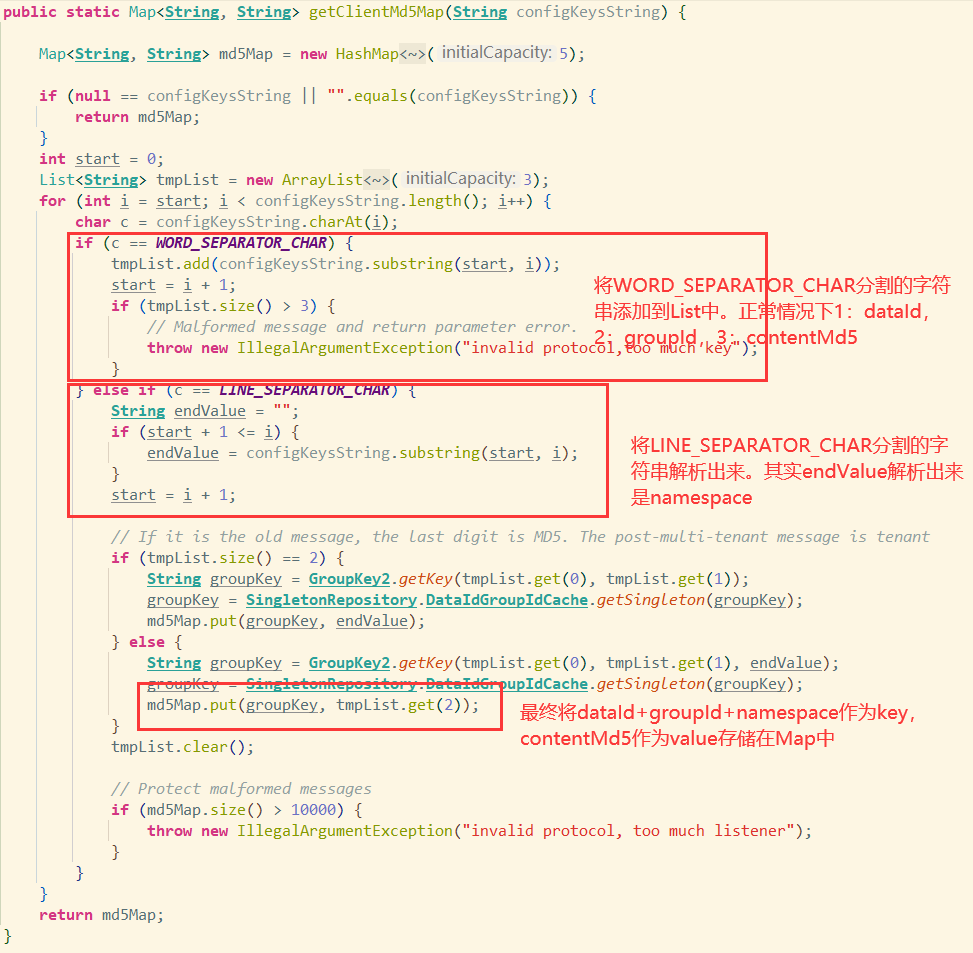 public static Map<String, String> getClientMd5Map(String configKeysString) {
Map<String, String> md5Map = new HashMap<~>( initialCapacity: 5);
if (null == configKeysString || "".equals(configKeysString)) {
return md5Map;
}
int start = 0;
List<String> tmpList = new ArrayList<~>( initialCapacity: 3);
for (int i = start; i < configKeysString.length(); i++) {
char c = configKeysString.charAt(i);
if (c == WORD_SEPARATOR_CHAR) {
tmpList.add(configKeysString.substring(start, i));
start = i + 1;
if (tmpList.size() > 3) {
// Malformed message and return parameter error.
throw new IllegalArgumentException("invalid protocol,too much key");
}
将WORD_SEPARATOR_CHAR分割的字符
串添加到List中。正常情况下1：dataId，
2：groupId，3：contentMd5
} else if (c == LINE_SEPARATOR_CHAR) {
String endValue = "";
if (start + 1 <= i) {
endValue = configKeysString.substring(start, i);
}
start = i + 1;
将LINE_SEPARATOR_CHAR分割的字
符串解析出来。其实endValue解析出来
是namespace
// If it is the old message, the last digit is MD5. The post-multi-tenant message is tenant
if (tmpList.size() == 2) {
String groupKey = GroupKey2.getKey(tmpList.get(0), tmpList.get(1));
groupKey = SingletonRepository.DataIdGroupIdCache.getSingleton(groupKey);
md5Map.put(groupKey, endValue);
} else {
String groupKey = GroupKey2.getKey(tmpList.get(0), tmpList.get(1), endValue);
groupKey = SingletonRepository.DataIdGroupIdCache.getSingleton(groupKey);
md5Map.put(groupKey, tmpList.get(2));
}
最终将dataId+groupId+namespace作为key，
contentMd5作为value存储在Map中
tmpList.clear();
// Protect malformed messages
if (md5Map.size() > 10000) {
throw new IllegalArgumentException("invalid protocol, too much listener");
}
}
}
return md5Map;
}